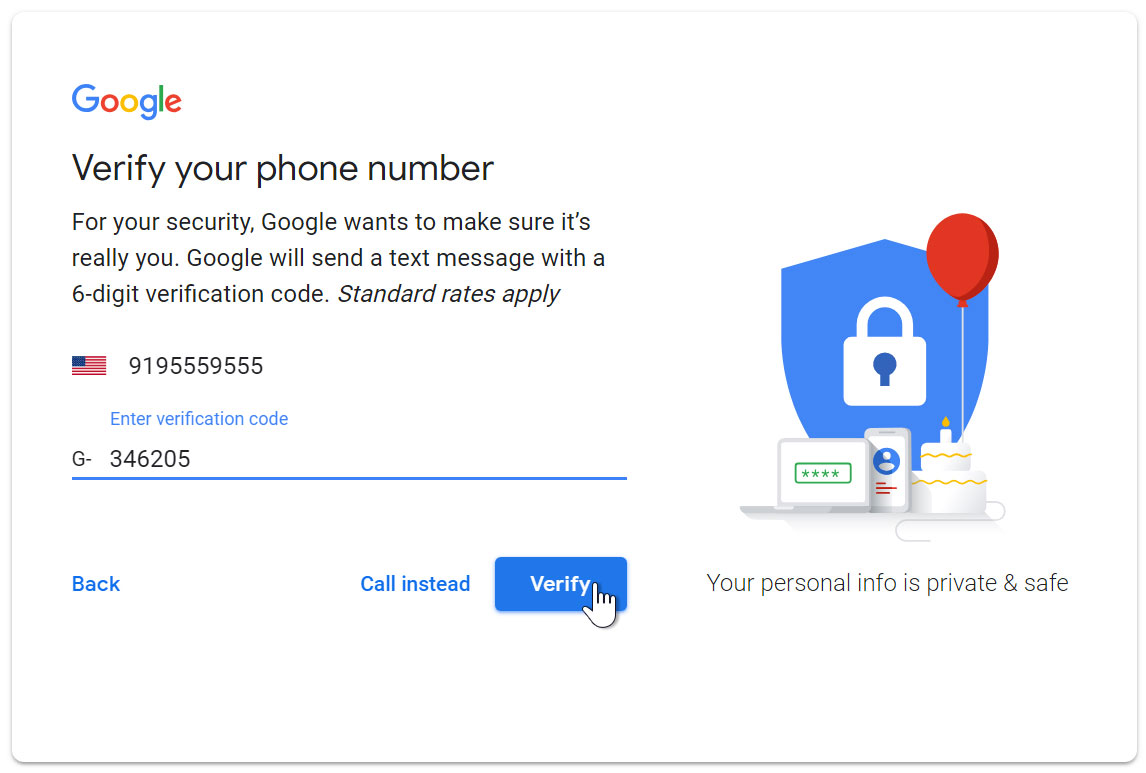 Google
Verify your phone number
For your security, Google wants to make sure it’s
really you. Google will send a text message with a
6-digit verification code. Standard rates apply
9195559555
Enter verification code
G- 346205
****
Back
Call instead
Verify
Your personal info is private & safe